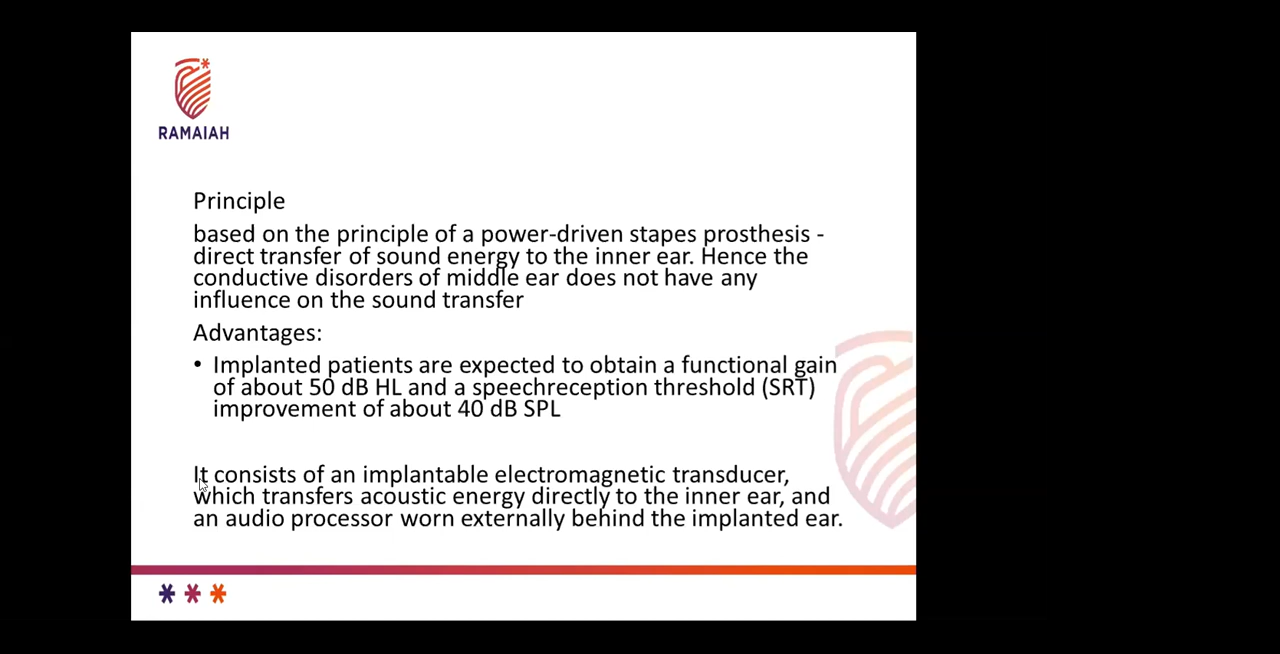 RAMAIAH
Principle
based on the principle of a power-driven stapes prosthesis -
direct transfer of sound energy to the inner ear. Hence the
conductive disorders of middle ear does not have any
influence on the sound transfer
Advantages:
• Implanted patients are expected to obtain a functional gain
of about 50 dB HL and a speechreception threshold (SRT)
improvement of about 40 dB SPL
It consists of an implantable electromagnetic transducer,
which transfers acoustic energy directly to the inner ear, and
an audio processor worn externally behind the implanted ear.